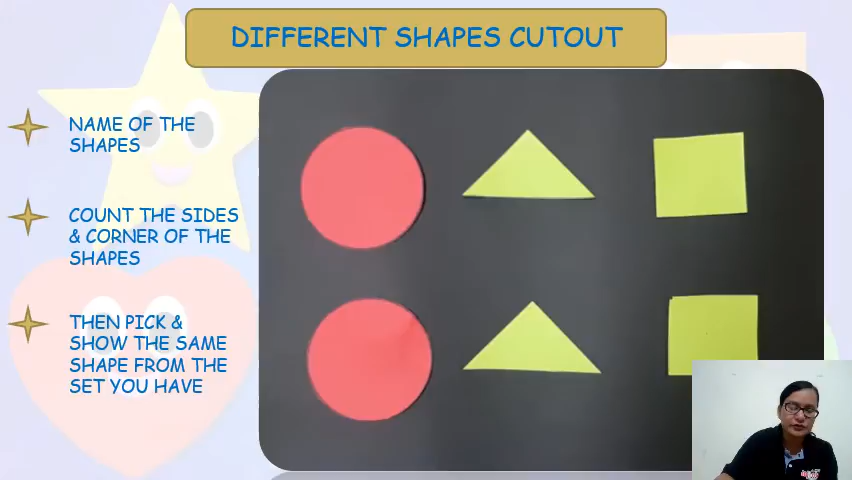 DIFFERENT SHAPES CUTOUT
NAME OF THE
SHAPES
COUNT THE SIDES
& CORNER OF THE
SHAPES
THEN PICK &
SHOW THE SAME
SHAPE FROM THE
SET YOU HAVE